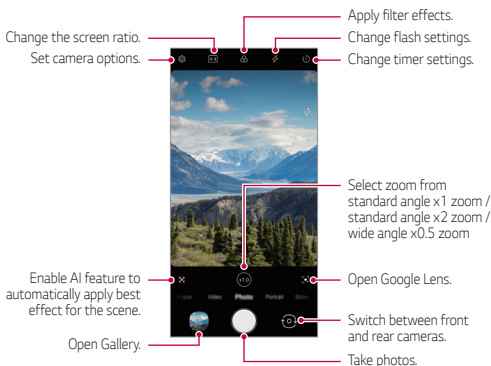 Apply filter effects.
Change the screen ratio.
Change flash settings.
Set camera options.
Change timer settings.
Select zoom from
standard angle x1 zoom /
standard angle x2 zoom /
wide angle x0.5 zoom
x1.0
Enable AI feature to
automatically apply best
effect for the scene.
Open Google Lens.
Video Photo Portrait
Switch between front
and rear cameras.
Open Gallery.
Take photos.